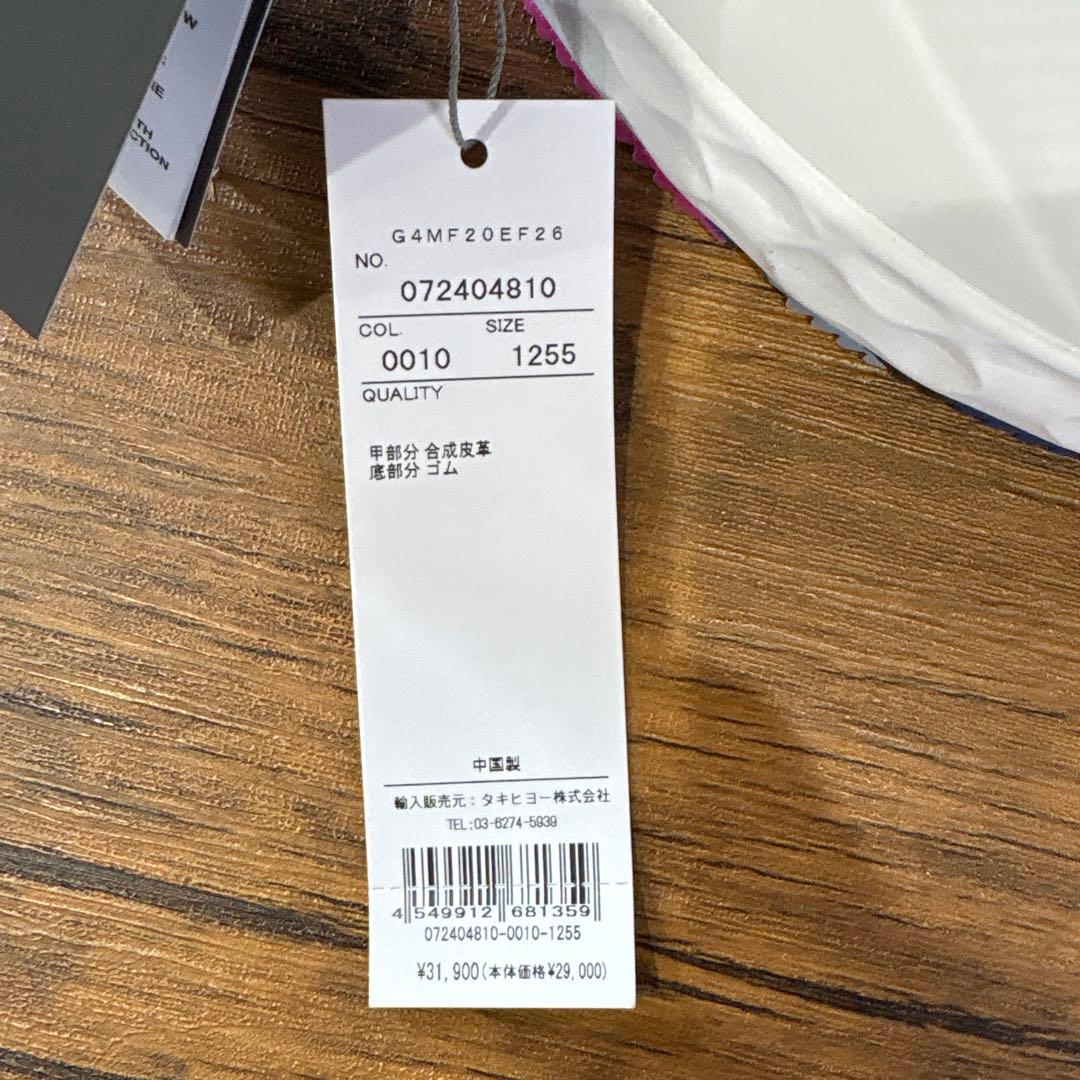 W
TH
CTION
G4MF20EF26
NO.
072404810
COL. SIZE
0010 1255
QUALITY
甲部分 合成皮革
底部分 ゴム
中国製
輸入販売元：タキヒヨー株式会社
TEL:03-6274-5939
4 549912 681359
072404810-0010-1255
¥31,900(本体価格¥29,000)